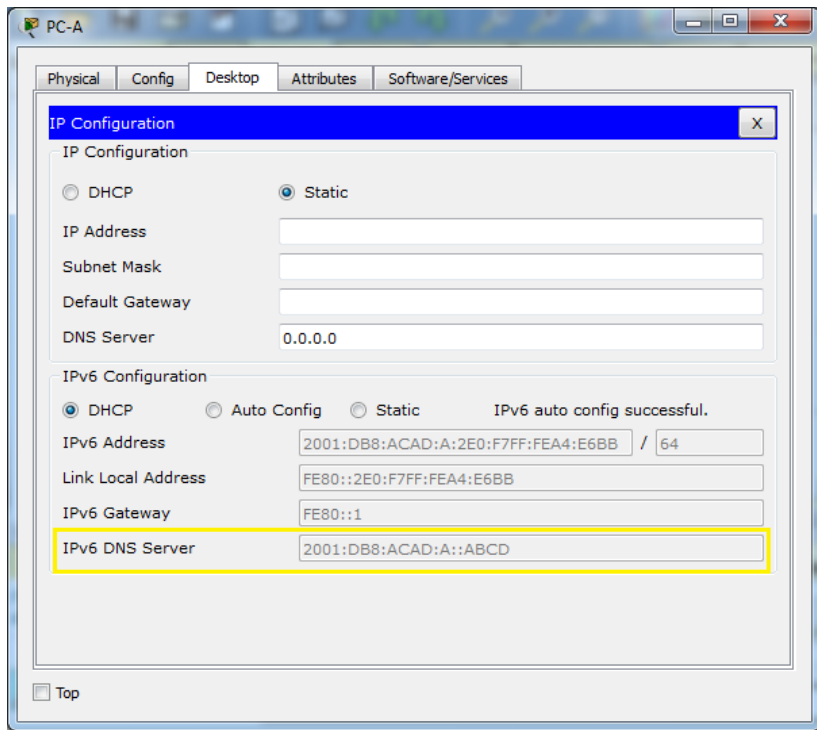 PC-A
Physical Config Desktop Attributes Software/Services
IP Configuration X
IP Configuration
DHCP Static
IP Address
Subnet Mask
Default Gateway
DNS Server 0.0.0.0
IPv6 Configuration
DHCP Auto Config Static IPv6 auto config successful.
IPv6 Address 2001:DB8:ACAD:A:2E0:F7FF:FEA4:E6BB / 64
Link Local Address FE80::2E0:F7FF:FEA4:E6BB
IPv6 Gateway FE80::1
IPv6 DNS Server 2001:DB8:ACAD:A::ABCD
Top